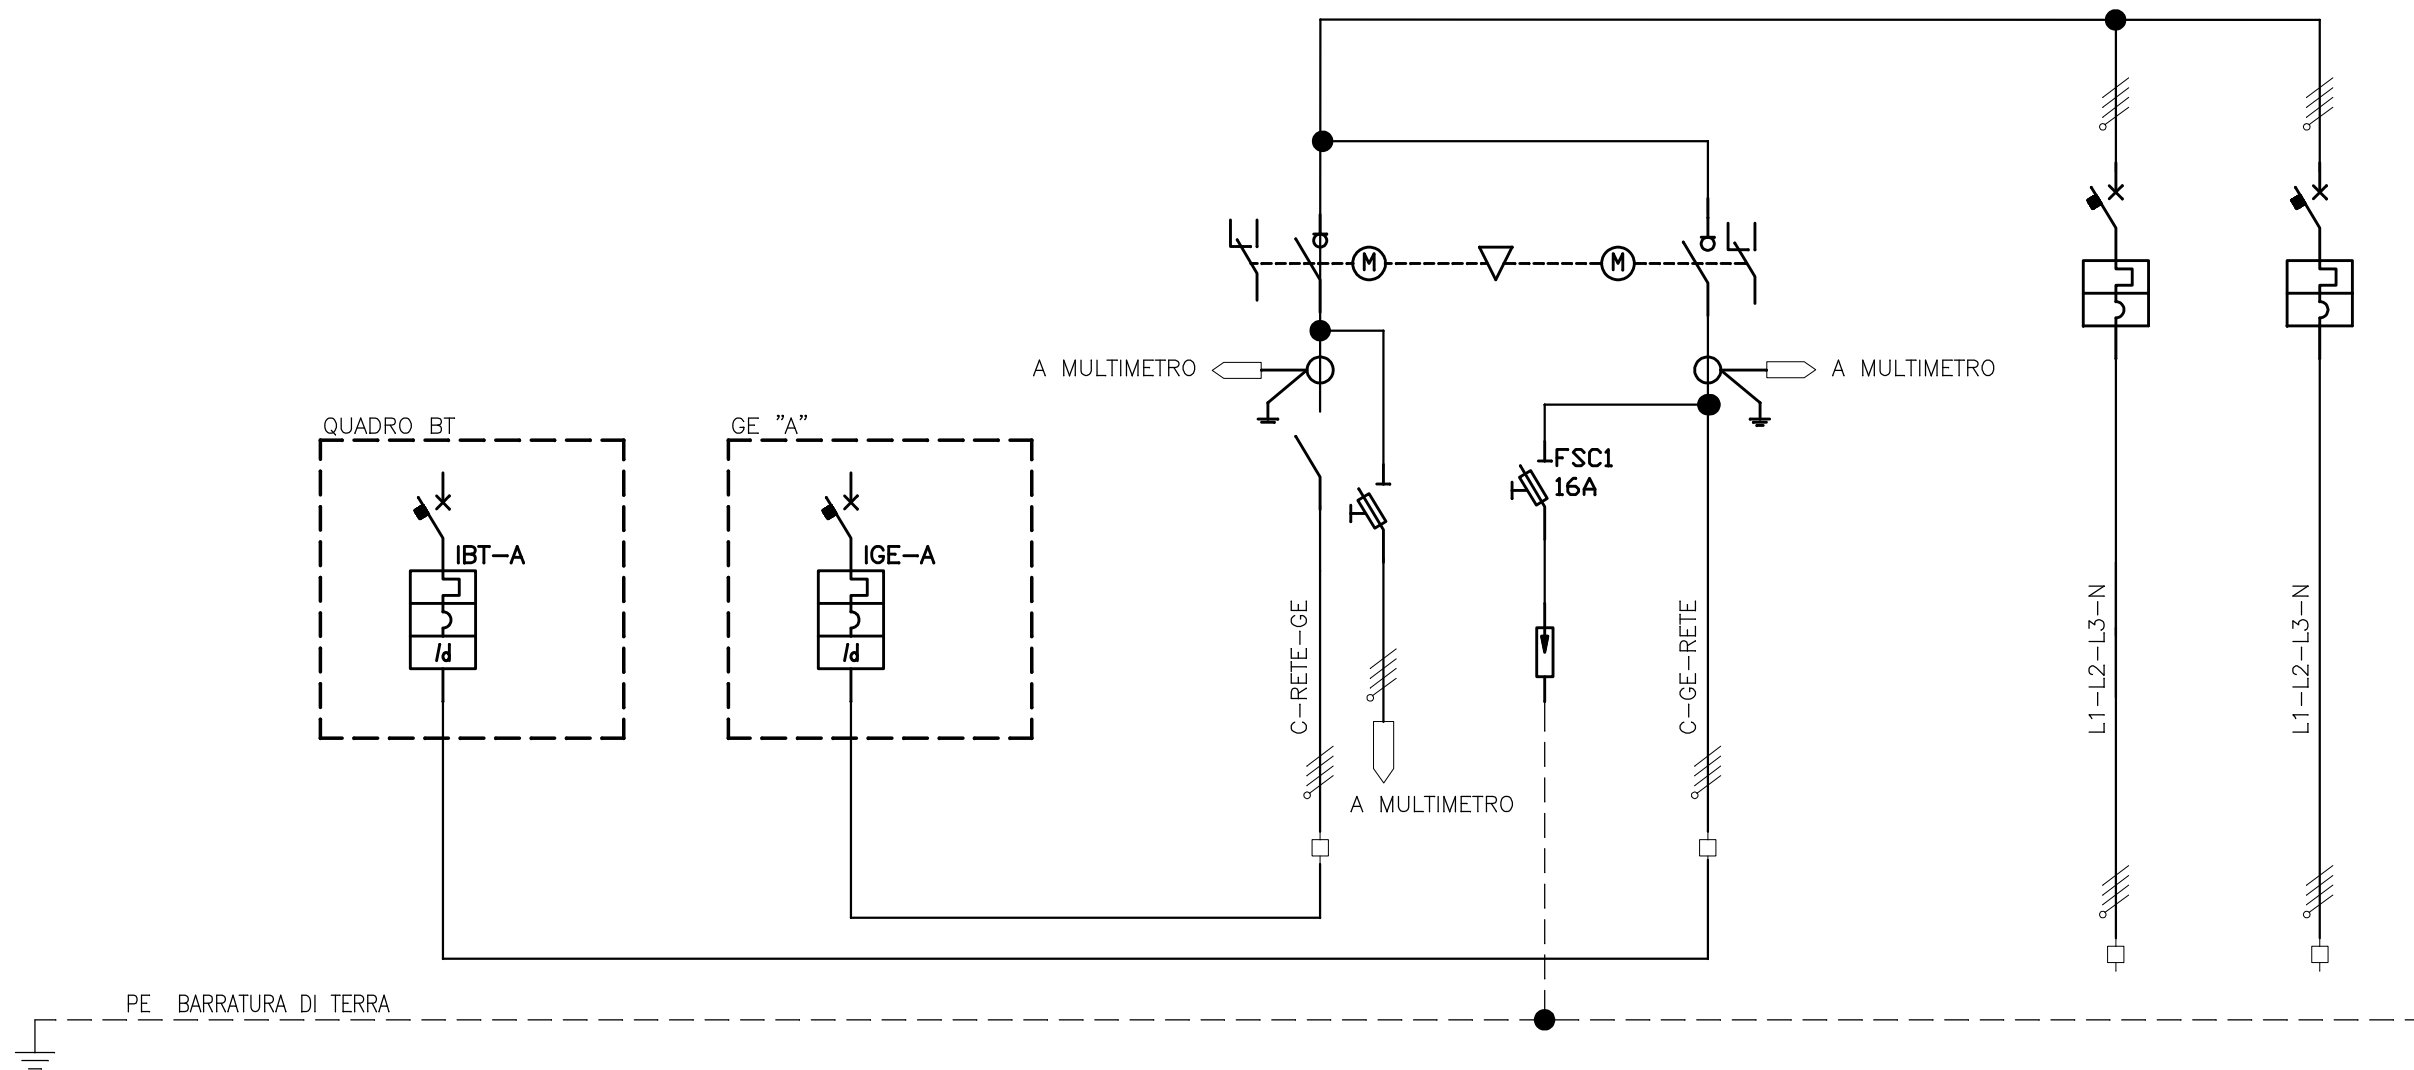 M
M
A MULTIMETRO
A MULTIMETRO
QUADRO BT
GE "A"
FSC1
16A
IBT-A
IGE-A
/d
/d
C-RETE-GE
C-GE-RETE
L1-L2-L3-N
L1-L2-L3-N
A MULTIMETRO
PE BARRATURA DI TERRA